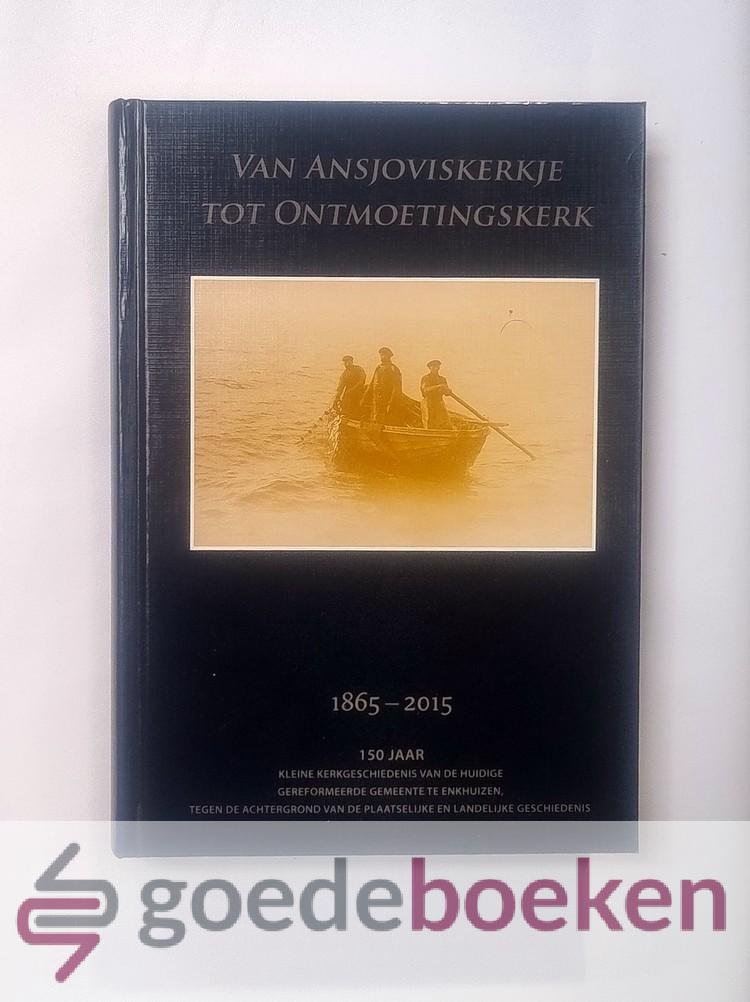 VAN ANSJOVISKERKJE
TOT ONTMOETINGSKERK
1865 – 2015
150 JAAR
KLEINE KERKGESCHIEDENIS VAN DE HUIDIGE
GEREFORMEERDE GEMEENTE TE ENKHUIZEN,
TEGEN DE ACHTERGROND VAN DE PLAATSELIJKE EN LANDELIJKE GESCHIEDENIS
goedeboeken